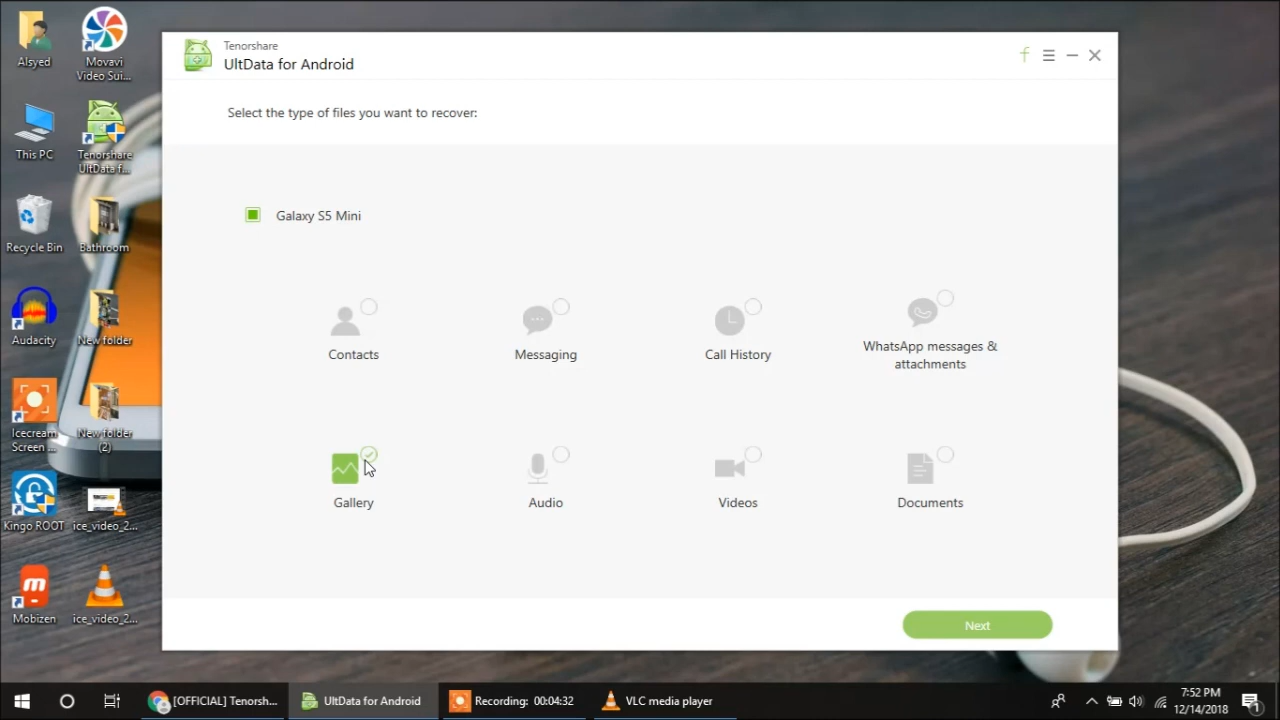 Alsyed
Movavi
Video Sui...
This PC
Tenorshare
UltData f...
Recycle Bin
Bathroom
Audacity
New folder
Icecream
Screen ...
New folder
(2)
Kingo ROOT
ice_video_2...
Mobizen
ice_video_2...
Tenorshare
UltData for Android
Select the type of files you want to recover:
Galaxy S5 Mini
Contacts
Messaging
Call History
WhatsApp messages &
attachments
Gallery
Audio
Videos
Documents
Next
[OFFICIAL] Tenorsh...
UltData for Android
Recording: 00:04:32
VLC media player
7:52 PM
12/14/2018
1